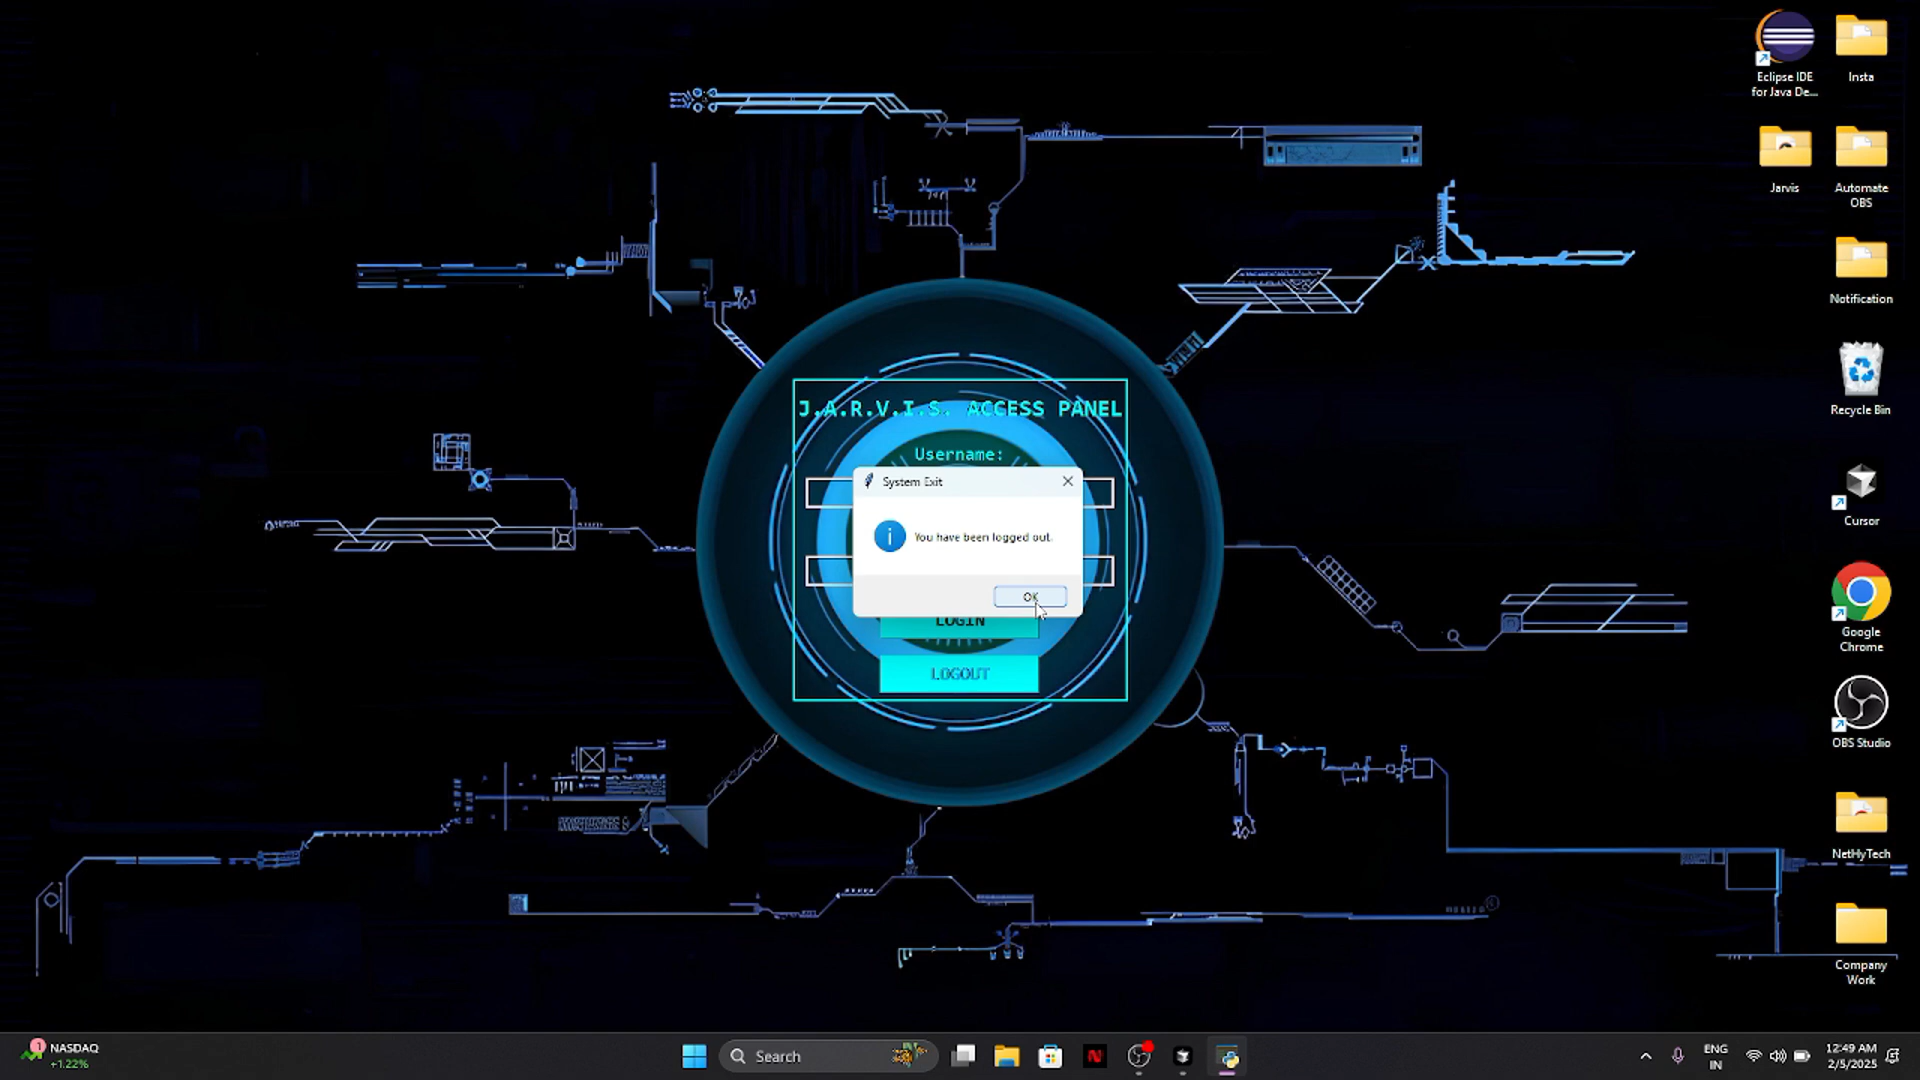 Eclipse IDE
for Java De...
Insta
Jarvis
Automate
OBS
Notification
Recycle Bin
Cursor
Google
Chrome
OBS Studio
NetHyTech
Company
Work
J.A.R.V.I.S. ACCESS PANEL
Username:
System Exit
You have been logged out.
OK
LOGIN
LOGOUT
1
NASDAQ
+1.22%
Search
N
ENG
IN
12:49 AM
2/5/2025